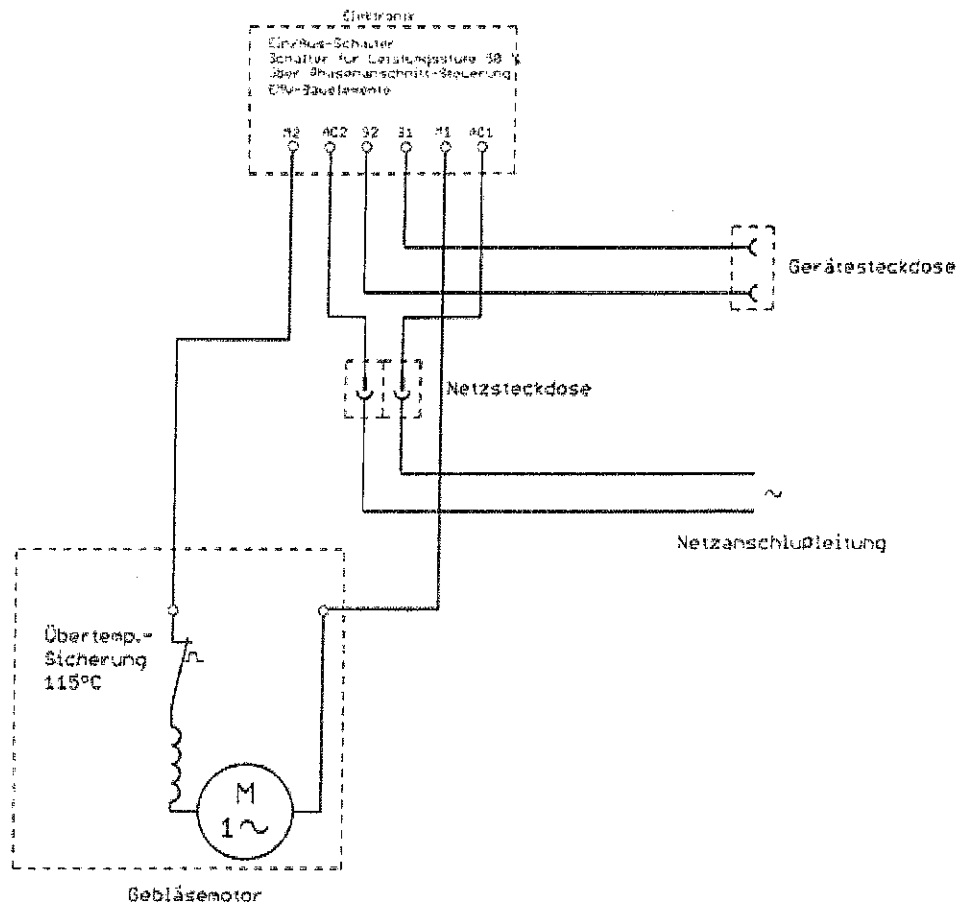 Elektronik
Ein/Aus-Schalter
Schalter für Leistungsstufe 50 %
über Phasenanschnitt-Steuerung
EMV-Bauelemente
M2 AC2 S2 S1 M1 AC1
Gerätesteckdose
Netzsteckdose
~
Netzanschlußleitung
Übertemp.-
Sicherung
115°C
M
1~
Gebläsemotor